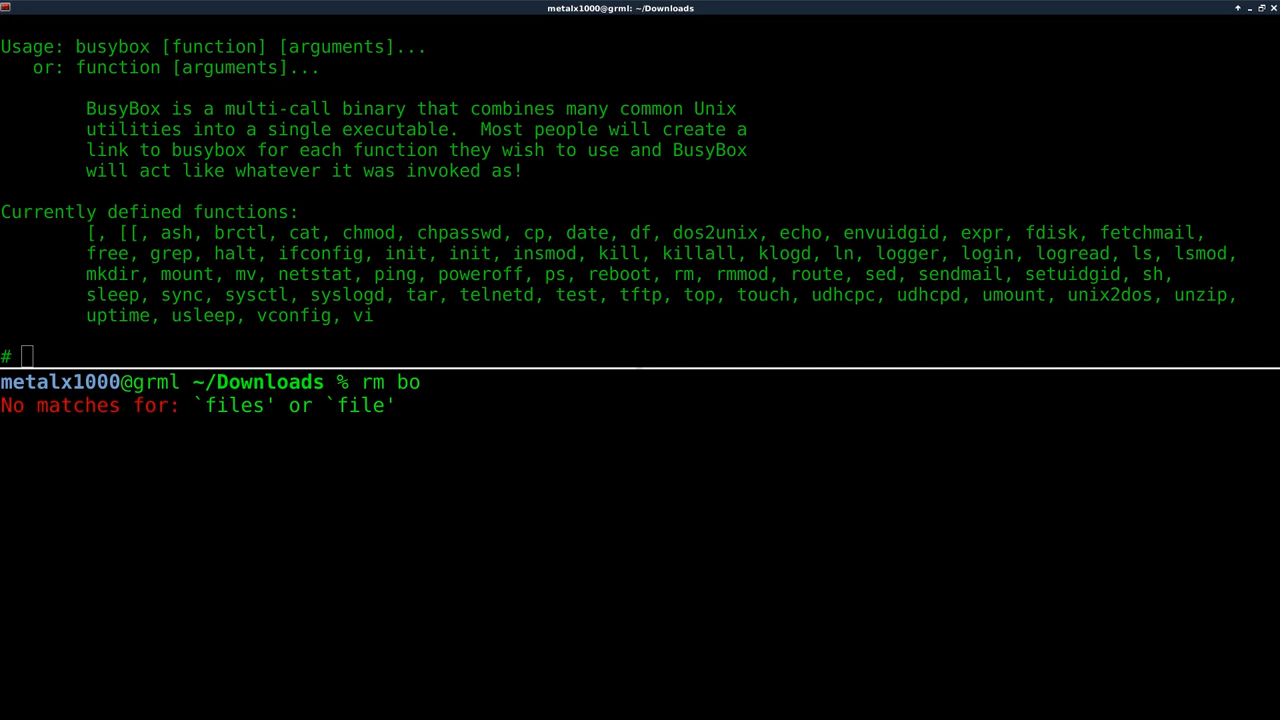 metalx1000@grml: ~/Downloads
Usage: busybox [function] [arguments]...
or: function [arguments]...
BusyBox is a multi-call binary that combines many common Unix
utilities into a single executable.  Most people will create a
link to busybox for each function they wish to use and BusyBox
will act like whatever it was invoked as!
Currently defined functions:
[, [[, ash, brctl, cat, chmod, chpasswd, cp, date, df, dos2unix, echo, envuidgid, expr, fdisk, fetchmail,
free, grep, halt, ifconfig, init, init, insmod, kill, killall, klogd, ln, logger, login, logread, ls, lsmod,
mkdir, mount, mv, netstat, ping, poweroff, ps, reboot, rm, rmmod, route, sed, sendmail, setuidgid, sh,
sleep, sync, sysctl, syslogd, tar, telnetd, test, tftp, top, touch, udhcpc, udhcpd, umount, unix2dos, unzip,
uptime, usleep, vconfig, vi
#
metalx1000@grml ~/Downloads % rm bo
No matches for: `files' or `file'